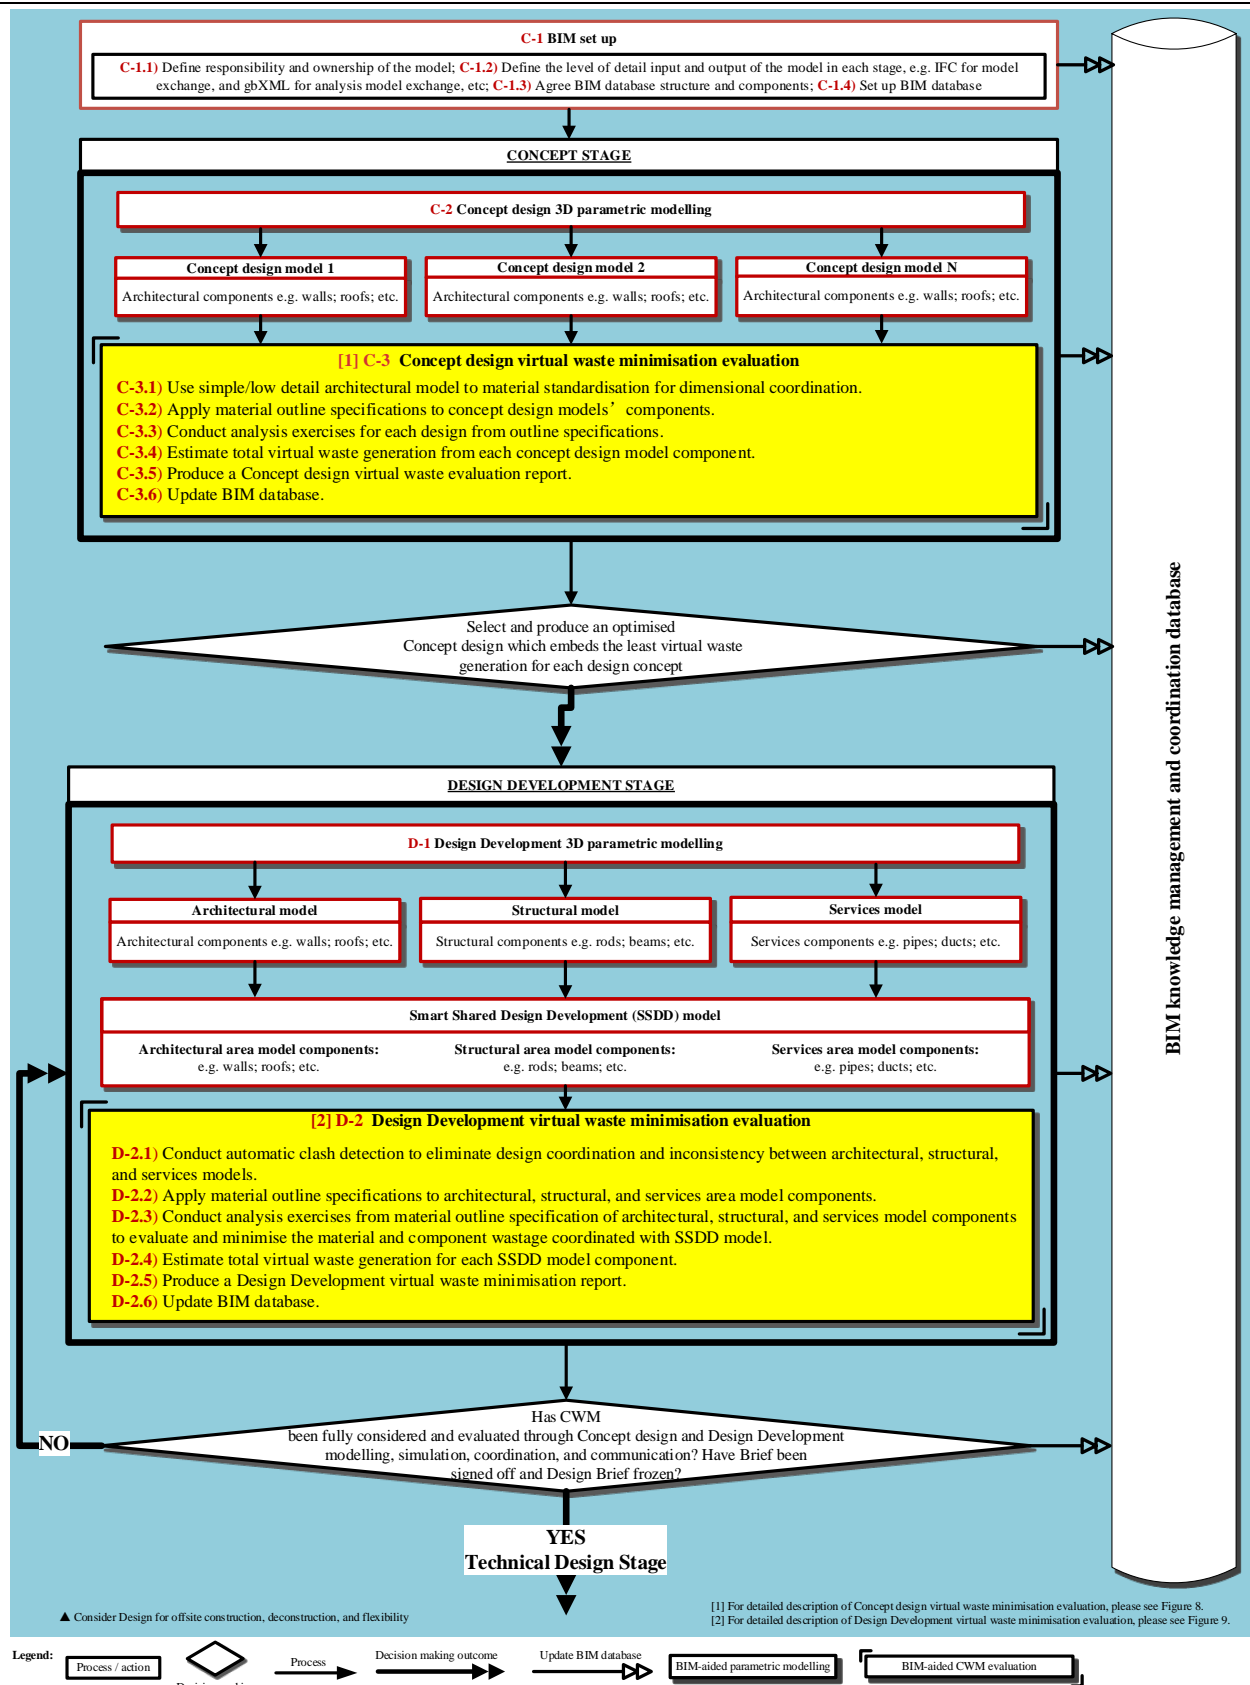 C-1 BIM set up
C-1.1) Define responsibility and ownership of the model; C-1.2) Define the level of detail input and output of the model in each stage, e.g. IFC for model
exchange, and gbXML for analysis model exchange, etc; C-1.3) Agree BIM database structure and components; C-1.4) Set up BIM database
CONCEPT STAGE
C-2 Concept design 3D parametric modelling
Concept design model 1
Architectural components e.g. walls; roofs; etc.
Concept design model 2
Architectural components e.g. walls; roofs; etc.
Concept design model N
Architectural components e.g. walls; roofs; etc.
[1] C-3 Concept design virtual waste minimisation evaluation
C-3.1) Use simple/low detail architectural model to material standardisation for dimensional coordination.
C-3.2) Apply material outline specifications to concept design models’ components.
C-3.3) Conduct analysis exercises for each design from outline specifications.
C-3.4) Estimate total virtual waste generation from each concept design model component.
C-3.5) Produce a Concept design virtual waste evaluation report.
C-3.6) Update BIM database.
Select and produce an optimised
Concept design which embeds the least virtual waste
generation for each design concept
DESIGN DEVELOPMENT STAGE
D-1 Design Development 3D parametric modelling
Architectural model
Architectural components e.g. walls; roofs; etc.
Structural model
Structural components e.g. rods; beams; etc.
Services model
Services components e.g. pipes; ducts; etc.
Smart Shared Design Development (SSDD) model
Architectural area model components:
e.g. walls; roofs; etc.
Structural area model components:
e.g. rods; beams; etc.
Services area model components:
e.g. pipes; ducts; etc.
[2] D-2 Design Development virtual waste minimisation evaluation
D-2.1) Conduct automatic clash detection to eliminate design coordination and inconsistency between architectural, structural,
and services models.
D-2.2) Apply material outline specifications to architectural, structural, and services area model components.
D-2.3) Conduct analysis exercises from material outline specification of architectural, structural, and services model components
to evaluate and minimise the material and component wastage coordinated with SSDD model.
D-2.4) Estimate total virtual waste generation for each SSDD model component.
D-2.5) Produce a Design Development virtual waste minimisation report.
D-2.6) Update BIM database.
Has CWM
been fully considered and evaluated through Concept design and Design Development
modelling, simulation, coordination, and communication? Have Brief been
signed off and Design Brief frozen?
NO
YES
Technical Design Stage
BIM knowledge management and coordination database
▲ Consider Design for offsite construction, deconstruction, and flexibility
[1] For detailed description of Concept design virtual waste minimisation evaluation, please see Figure 8.
[2] For detailed description of Design Development virtual waste minimisation evaluation, please see Figure 9.
Legend:
Process / action
Process
Decision making outcome
Update BIM database
BIM-aided parametric modelling
BIM-aided CWM evaluation